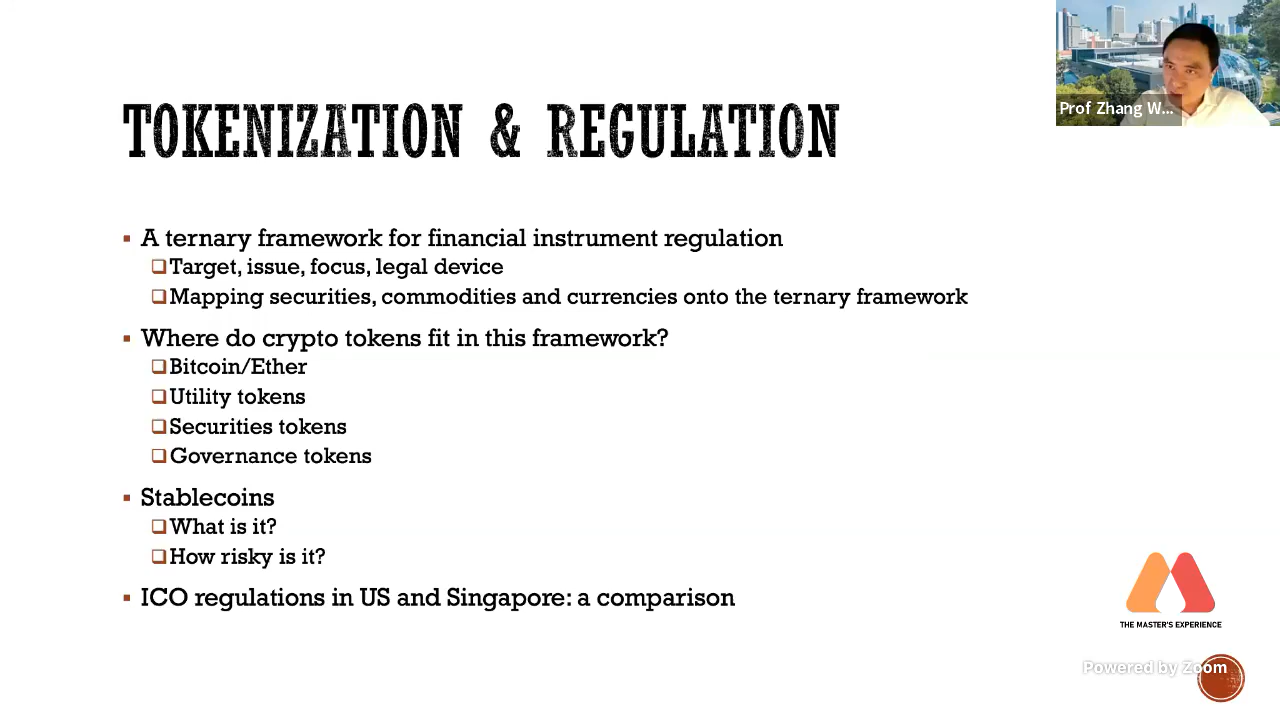 Prof Zhang W...
TOKENIZATION & REGULATION
A ternary framework for financial instrument regulation
Target, issue, focus, legal device
Mapping securities, commodities and currencies onto the ternary framework
Where do crypto tokens fit in this framework?
Bitcoin/Ether
Utility tokens
Securities tokens
Governance tokens
Stablecoins
What is it?
How risky is it?
ICO regulations in US and Singapore: a comparison
THE MASTER'S EXPERIENCE
Powered by Zoom